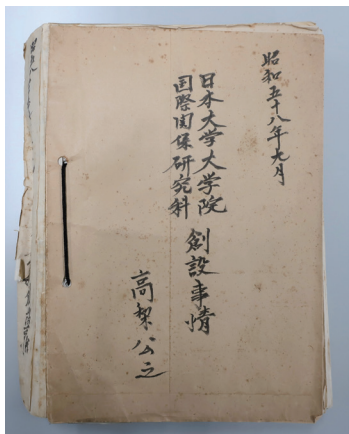 昭和五十八年九月
日本大学大学院
国際関係研究科
創設事情
高梨公之